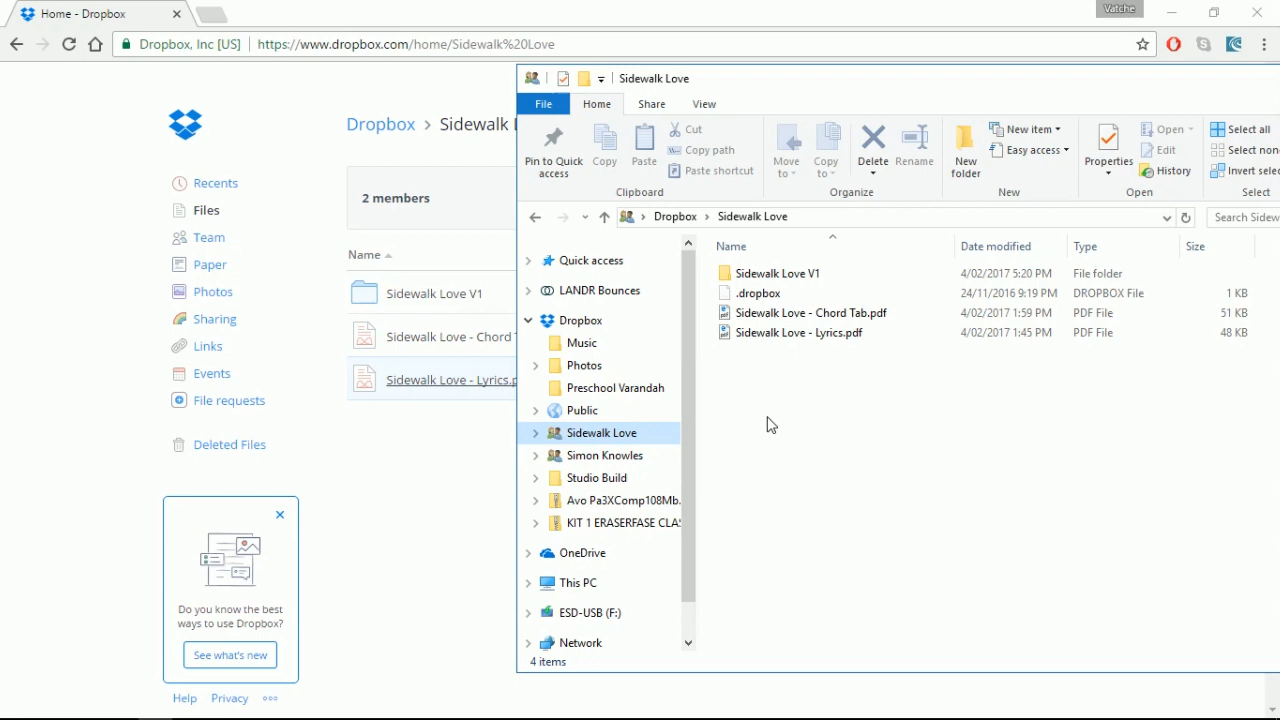 Home - Dropbox
Vatche
Dropbox, Inc [US]
https://www.dropbox.com/home/Sidewalk%20Love
Dropbox > Sidewalk
Recents
Files
Team
Paper
Photos
Sharing
Links
Events
File requests
Deleted Files
2 members
Name
Sidewalk Love V1
Sidewalk Love - Chord
Sidewalk Love - Lyrics.p
Do you know the best
ways to use Dropbox?
See what's new
Help Privacy
Sidewalk Love
File Home Share View
Pin to Quick
access
Copy
Paste
Cut
Copy path
Paste shortcut
Clipboard
Move
to
Copy
to
Delete
Rename
Organize
New
folder
New item
Easy access
New
Properties
Open
Edit
History
Open
Select all
Select non
Invert selec
Select
Dropbox > Sidewalk Love
Search Sidew
Quick access
LANDR Bounces
Dropbox
Music
Photos
Preschool Varandah
Public
Sidewalk Love
Simon Knowles
Studio Build
Avo Pa3XComp108Mb.
KIT 1 ERASERFASE CLAS
OneDrive
This PC
ESD-USB (F:)
Network
Name Date modified Type Size
Sidewalk Love V1 4/02/2017 5:20 PM File folder
.dropbox 24/11/2016 9:19 PM DROPBOX File 1 KB
Sidewalk Love - Chord Tab.pdf 4/02/2017 1:59 PM PDF File 51 KB
Sidewalk Love - Lyrics.pdf 4/02/2017 1:45 PM PDF File 48 KB
4 items